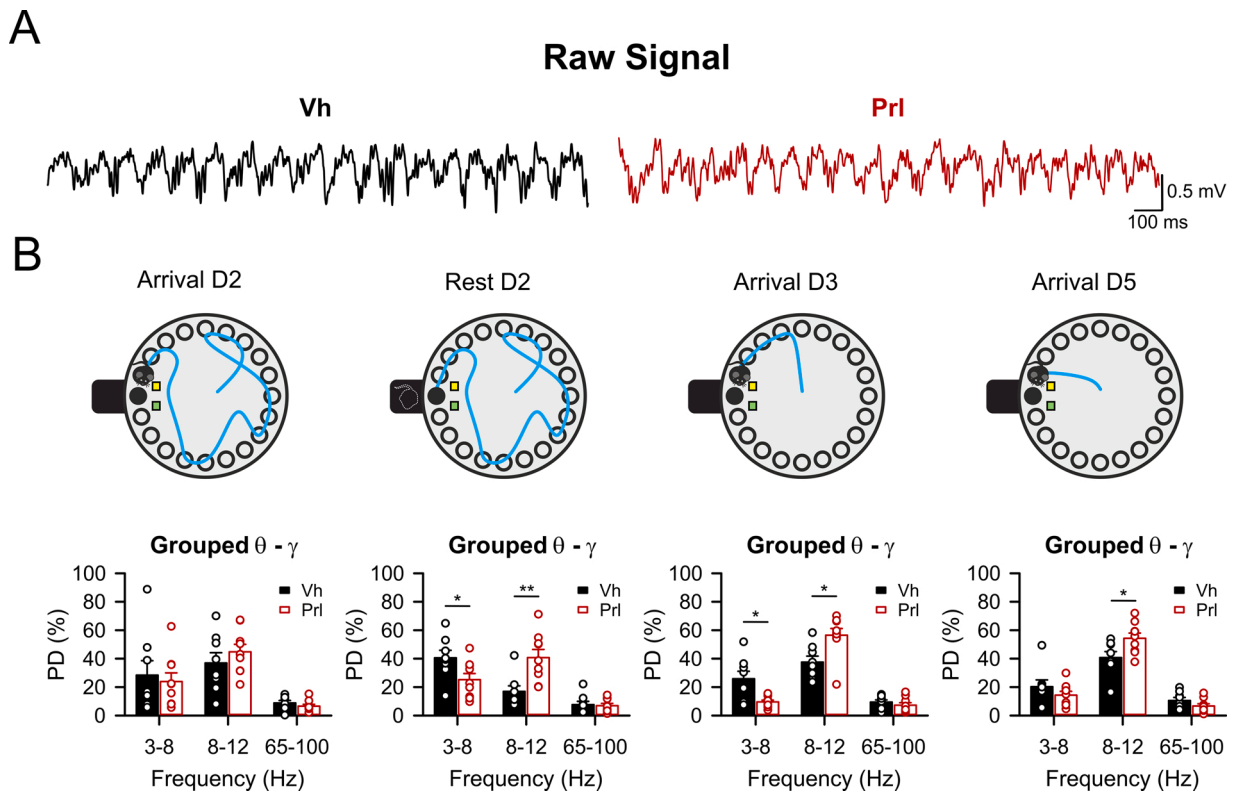 A
Raw Signal
Vh
Prl
0.5 mV
100 ms
B
Arrival D2
Rest D2
Arrival D3
Arrival D5
Grouped θ - γ
PD (%)
100
80
60
40
20
0
Vh
Prl
3-8
8-12
65-100
Frequency (Hz)
Grouped θ - γ
PD (%)
100
80
60
40
20
0
*
**
Vh
Prl
3-8
8-12
65-100
Frequency (Hz)
Grouped θ - γ
PD (%)
100
80
60
40
20
0
*
*
Vh
Prl
3-8
8-12
65-100
Frequency (Hz)
Grouped θ - γ
PD (%)
100
80
60
40
20
0
*
Vh
Prl
3-8
8-12
65-100
Frequency (Hz)